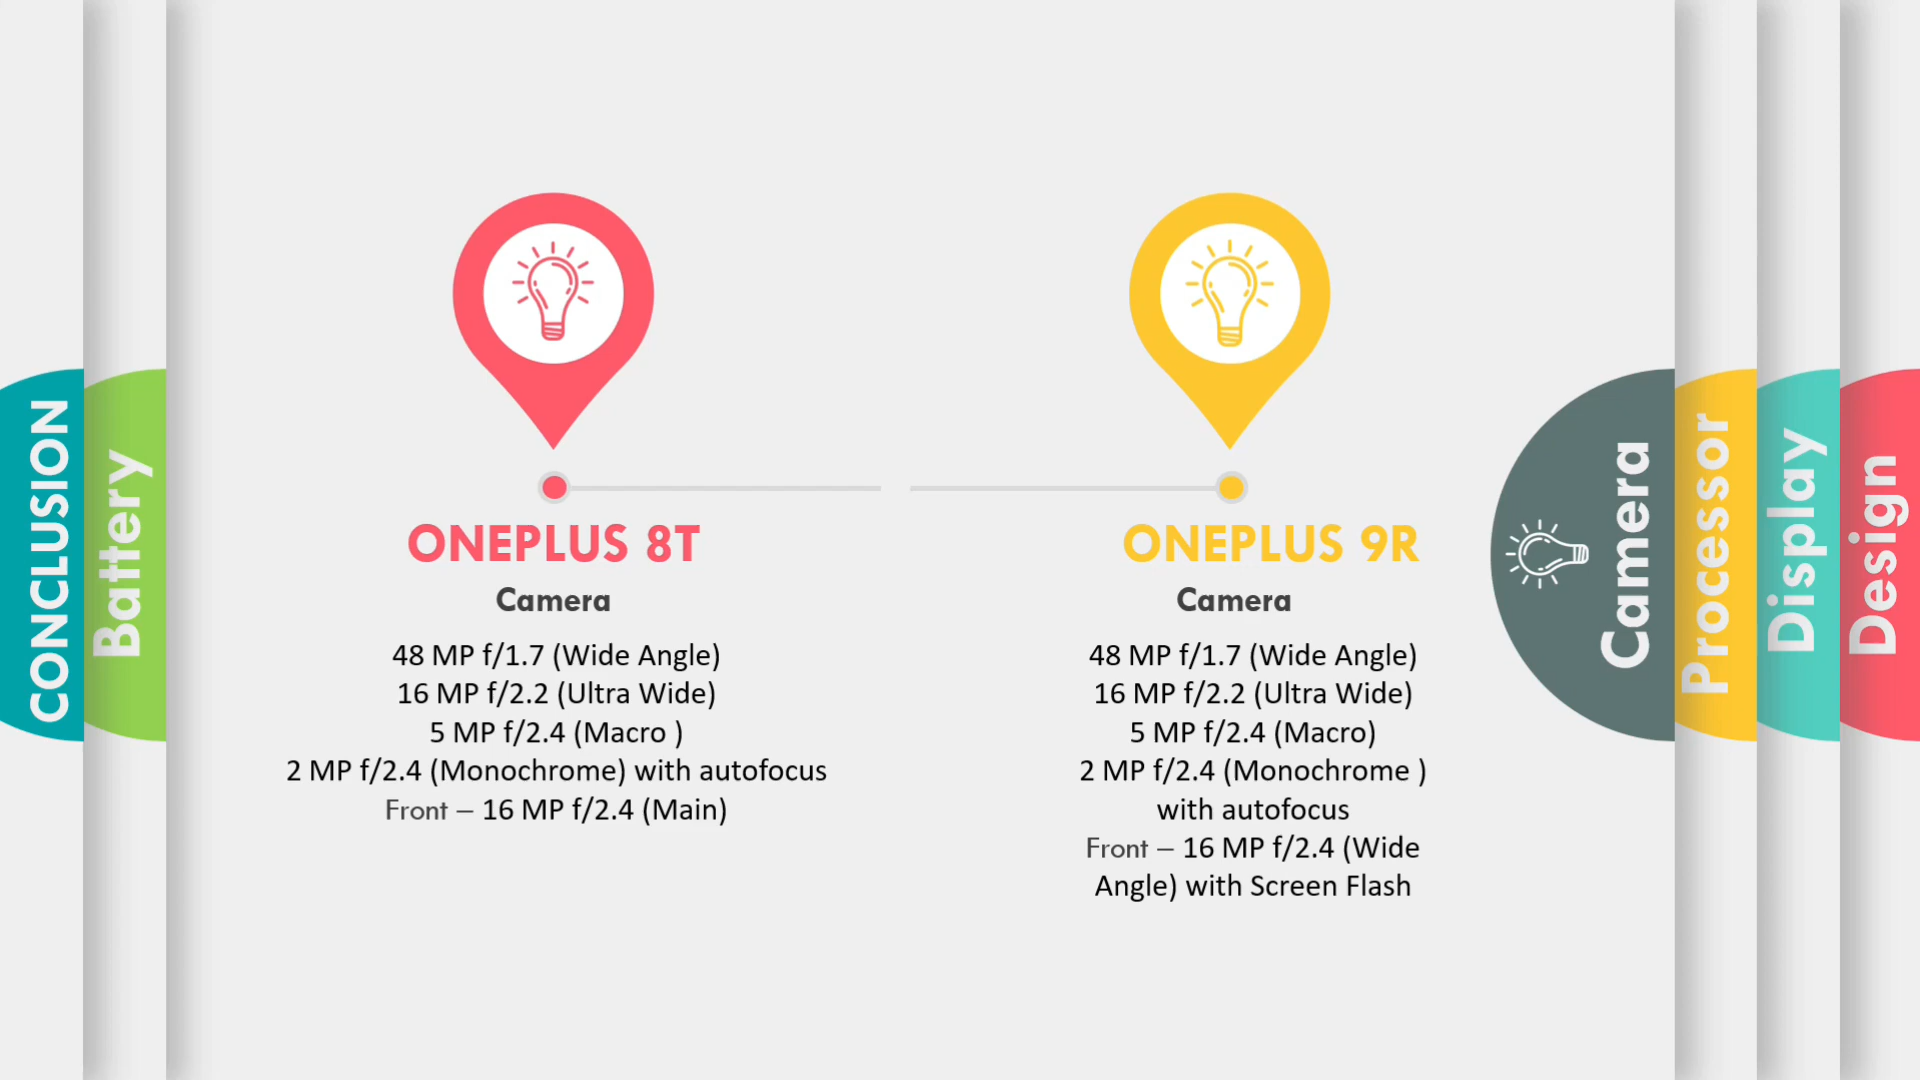 CONCLUSION
Battery
ONEPLUS 8T
Camera
48 MP f/1.7 (Wide Angle)
16 MP f/2.2 (Ultra Wide)
5 MP f/2.4 (Macro )
2 MP f/2.4 (Monochrome) with autofocus
Front – 16 MP f/2.4 (Main)
ONEPLUS 9R
Camera
48 MP f/1.7 (Wide Angle)
16 MP f/2.2 (Ultra Wide)
5 MP f/2.4 (Macro)
2 MP f/2.4 (Monochrome )
with autofocus
Front – 16 MP f/2.4 (Wide
Angle) with Screen Flash
Camera
Processor
Display
Design